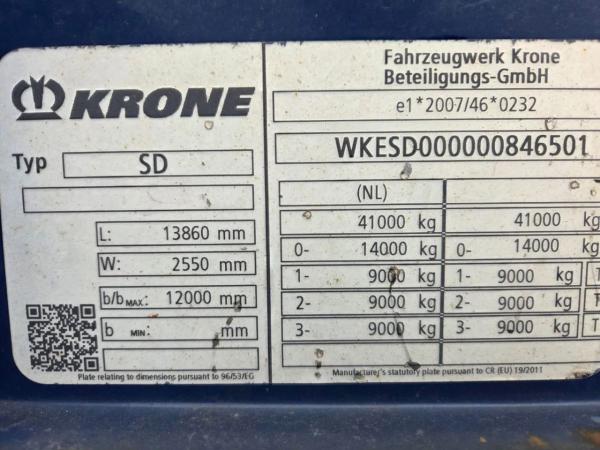 KRONE
Typ SD
L: 13860 mm
W: 2550 mm
b/b MAX: 12000 mm
b MIN: mm
Plate relating to dimensions pursuant to 96/53/EG
Fahrzeugwerk Krone
Beteiligungs-GmbH
e1*2007/46*0232
WKESD000000846501
(NL)
41000 kg 41000 kg
0- 14000 kg 0- 14000 kg
1- 9000 kg 1- 9000 kg T
2- 9000 kg 2- 9000 kg T
3- 9000 kg 3- 9000 kg T
Manufacturer's statutory plate pursuant to CR (EU) 19/2011